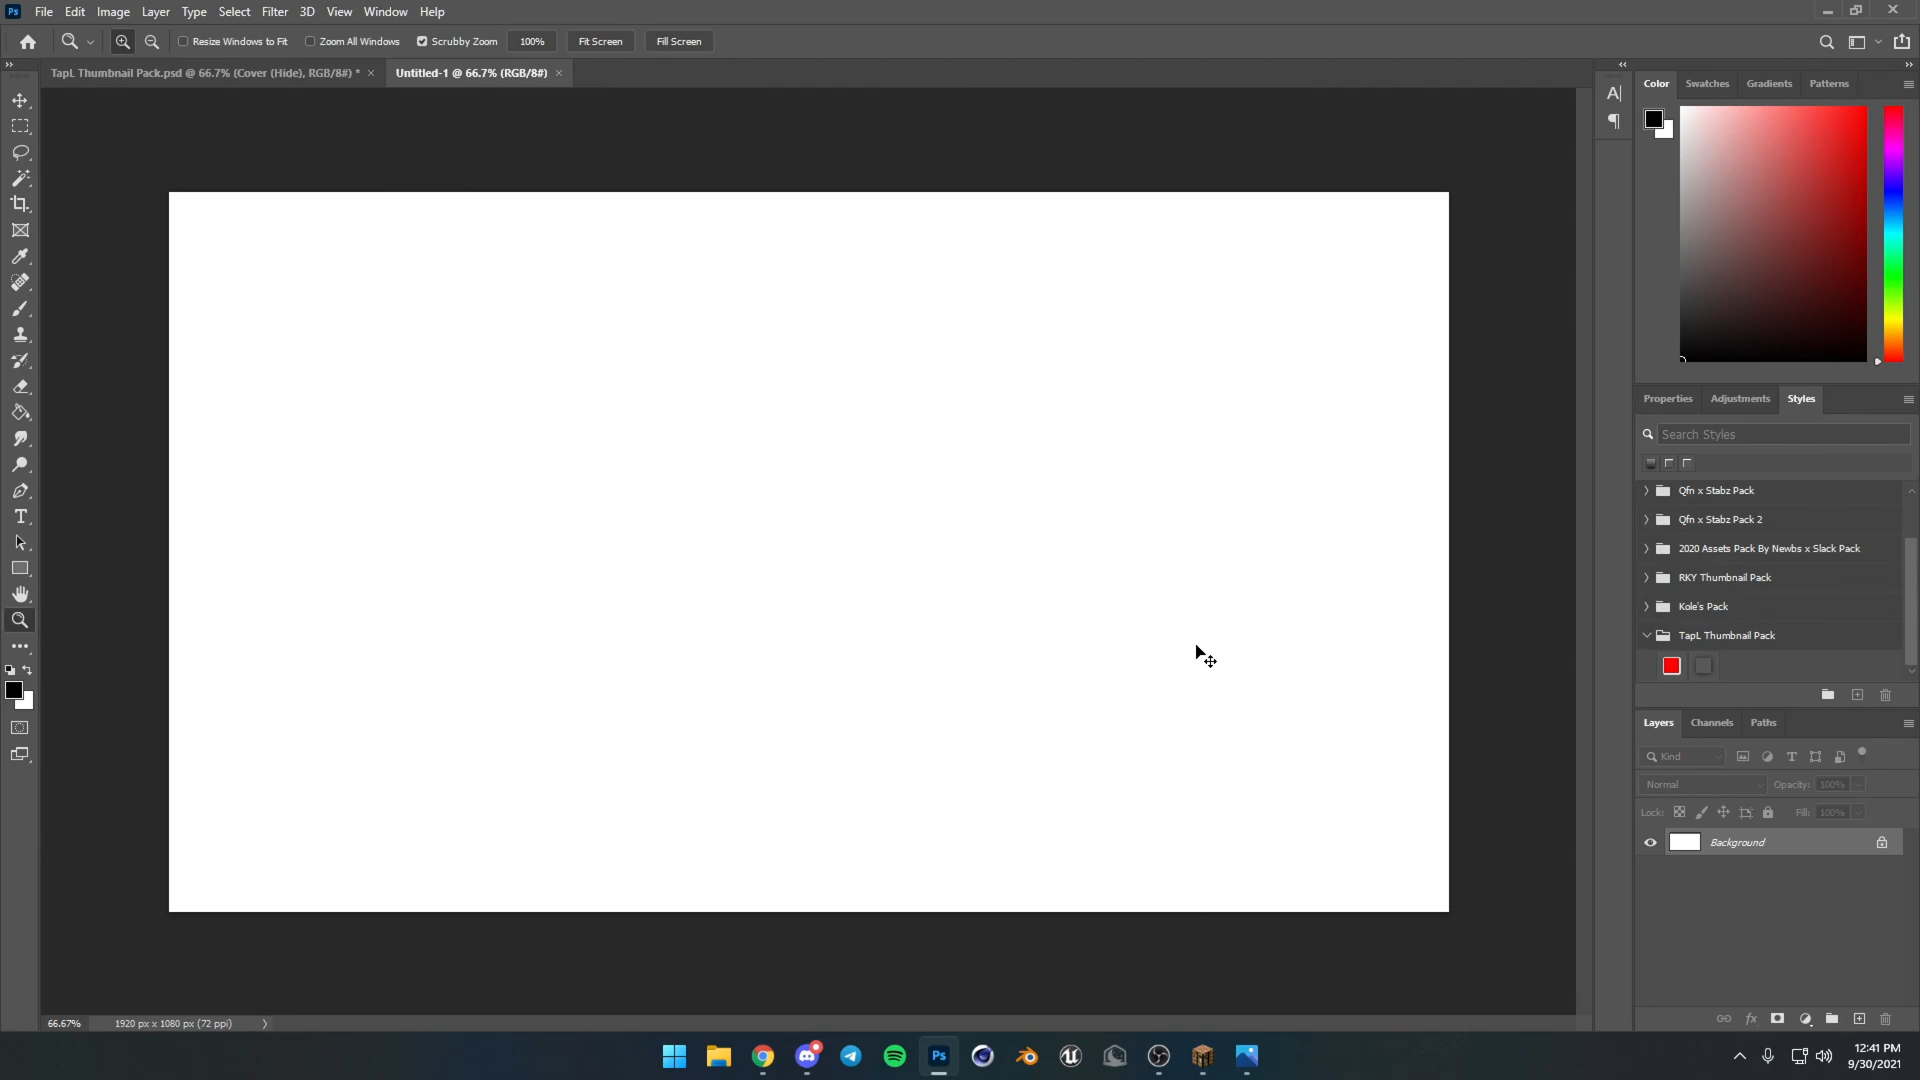 Ps File Edit Image Layer Type Select Filter 3D View Window Help
Resize Windows to Fit Zoom All Windows Scrubby Zoom 100% Fit Screen Fill Screen
TapL Thumbnail Pack.psd @ 66.7% (Cover (Hide), RGB/8#) * × Untitled-1 @ 66.7% (RGB/8#) ×
Color Swatches Gradients Patterns
Properties Adjustments Styles
Search Styles
Qfn x Stabz Pack
Qfn x Stabz Pack 2
2020 Assets Pack By Newbs x Slack Pack
RKY Thumbnail Pack
Kole's Pack
TapL Thumbnail Pack
Layers Channels Paths
Kind
Normal Opacity: 100%
Lock: Fill: 100%
Background
66.67% 1920 px x 1080 px (72 ppi)
Ps
12:41 PM
9/30/2021